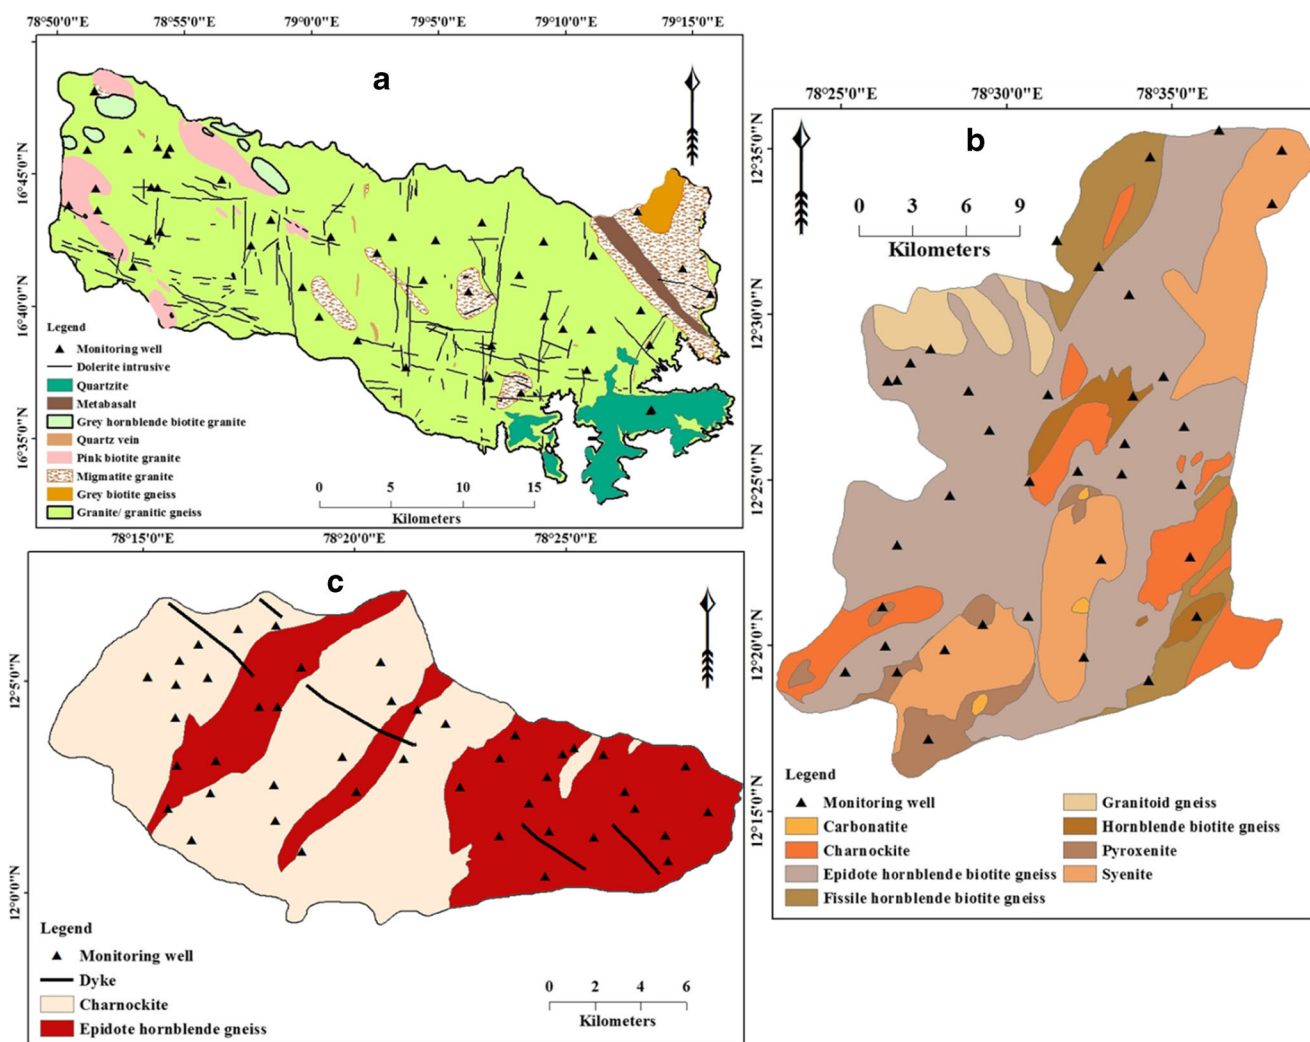 78°50'0"E 78°55'0"E 79°0'0"E 79°5'0"E 79°10'0"E 79°15'0"E
a
16°45'0"N
16°40'0"N
16°35'0"N
Legend
Monitoring well
Dolerite intrusive
Quartzite
Metabasalt
Grey hornblende biotite granite
Quartz vein
Pink biotite granite
Migmatite granite
Grey biotite gneiss
Granite/ granitic gneiss
0 5 10 15
Kilometers
78°25'0"E 78°30'0"E 78°35'0"E
b
12°35'0"N
12°30'0"N
12°25'0"N
12°20'0"N
12°15'0"N
0 3 6 9
Kilometers
Legend
Monitoring well
Carbonatite
Charnockite
Epidote hornblende biotite gneiss
Fissile hornblende biotite gneiss
Granitoid gneiss
Hornblende biotite gneiss
Pyroxenite
Syenite
78°15'0"E 78°20'0"E 78°25'0"E
c
12°5'0"N
12°0'0"N
Legend
Monitoring well
Dyke
Charnockite
Epidote hornblende gneiss
0 2 4 6
Kilometers